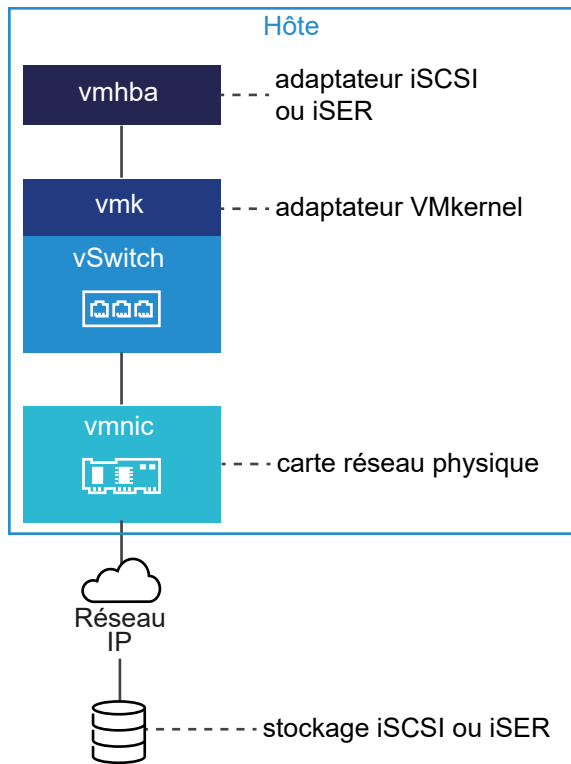 Hôte
vmhba
adaptateur iSCSI
ou iSER
vmk
adaptateur VMkernel
vSwitch
vmnic
carte réseau physique
Réseau
IP
stockage iSCSI ou iSER